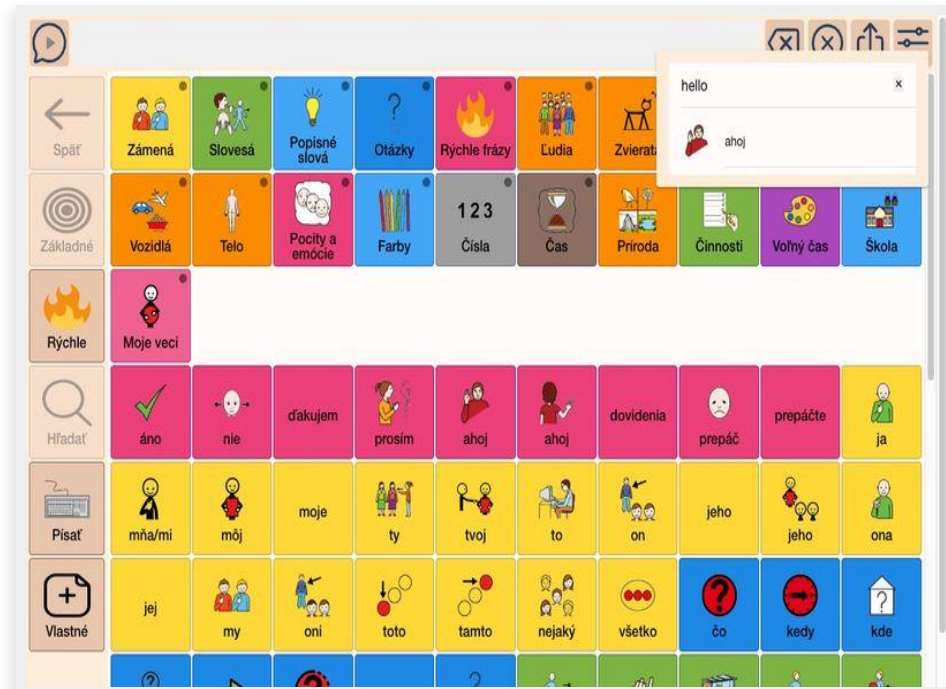 hello
ahoj
Späť
Zámená
Slovesá
Popisné
slová
Otázky
Rýchle frázy
Ľudia
Zvieratá
Základné
Vozidlá
Telo
Pocity a
emócie
Farby
1 2 3
Čísla
Čas
Príroda
Činnosti
Voľný čas
Škola
Rýchle
Moje veci
Hľadať
áno
nie
ďakujem
prosím
ahoj
ahoj
dovidenia
prepáč
prepáčte
ja
Písať
mňa/mi
môj
moje
ty
tvoj
to
on
jeho
jeho
ona
Vlastné
jej
my
oni
toto
tamto
nejaký
všetko
čo
kedy
kde